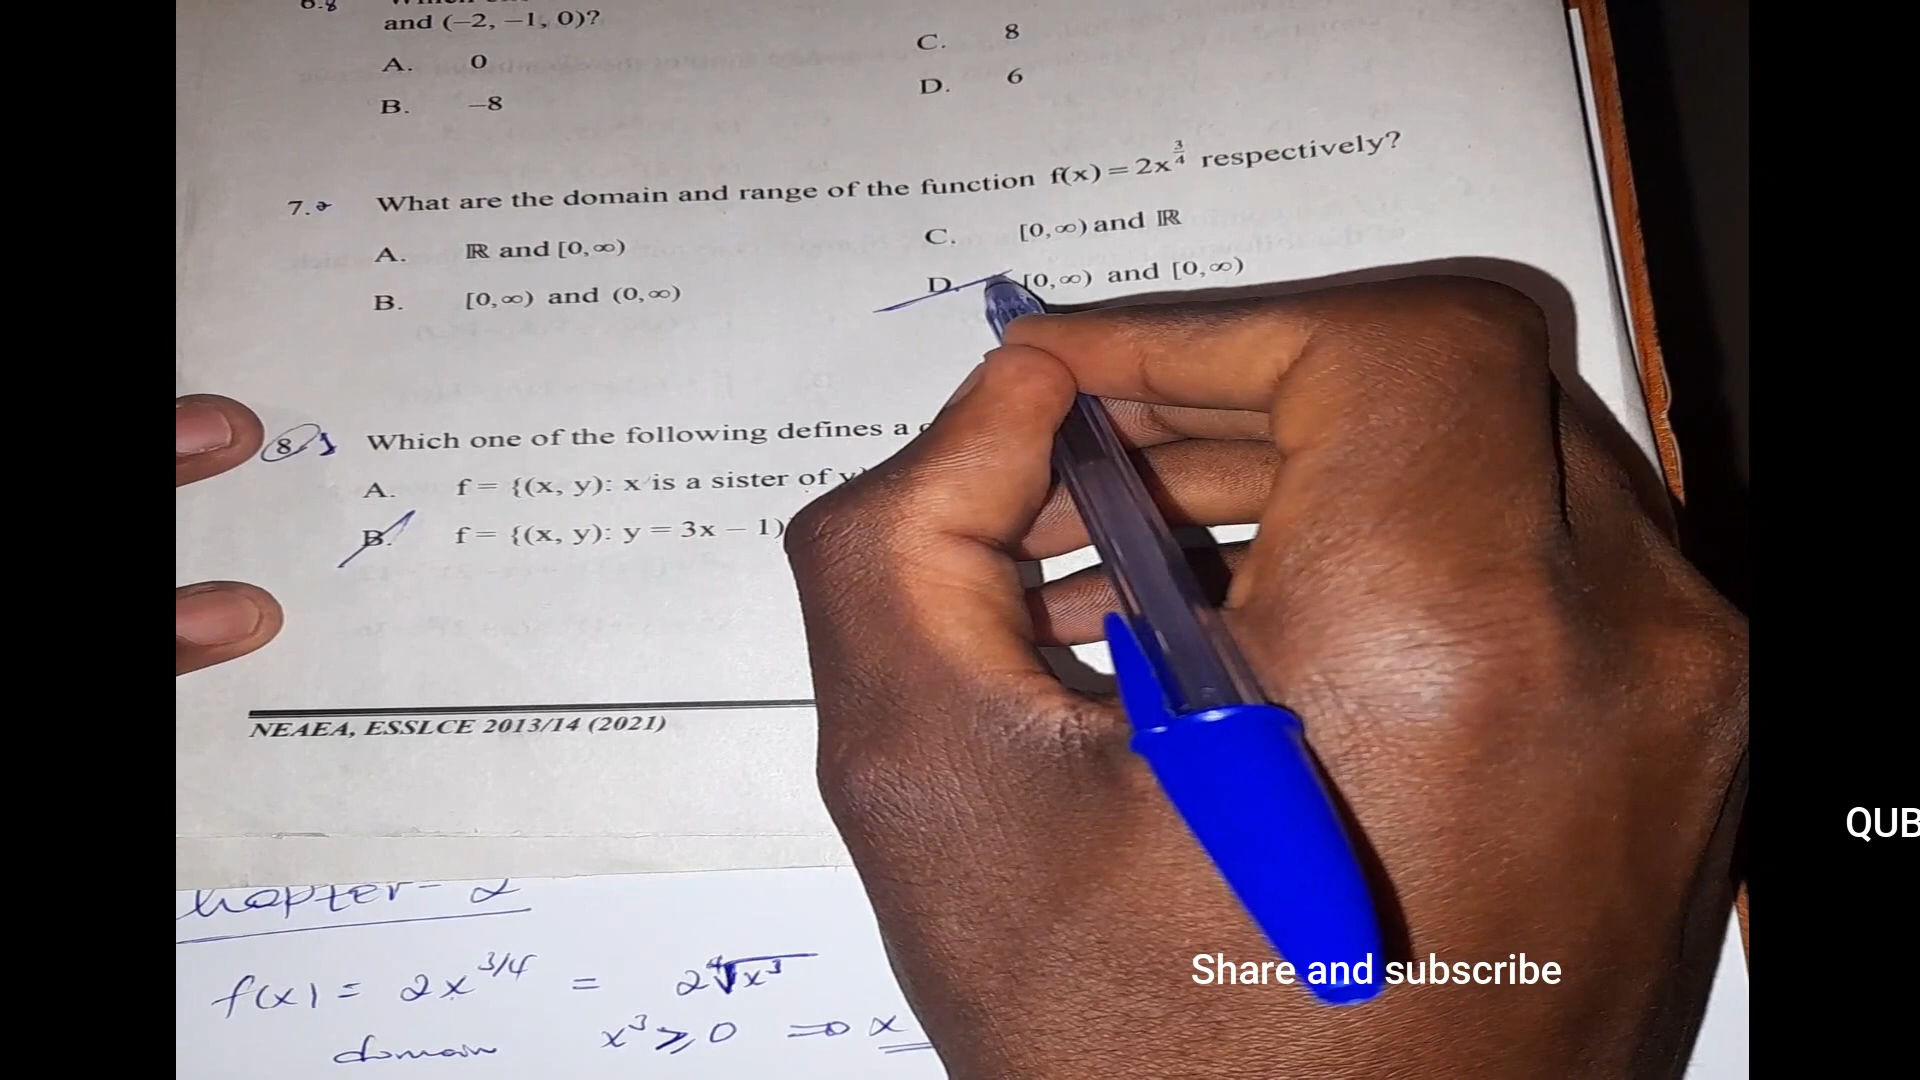 and (−2, −1, 0)?
A. 0
B. −8
C. 8
D. 6
7. What are the domain and range of the function f(x) = 2x^{3/4} respectively?
A. ℝ and [0,∞)
B. [0,∞) and (0,∞)
C. [0,∞) and ℝ
D. [0,∞) and [0,∞)
8. Which one of the following defines a
A. f = {(x, y): x is a sister of y
B. f = {(x, y): y = 3x − 1)
NEAEA, ESSLCE 2013/14 (2021)
hapter- 2
f(x) = 2x^{3/4} = 2∜x³
domain x³ ≥ 0 ⇒ x
Share and subscribe
QUB